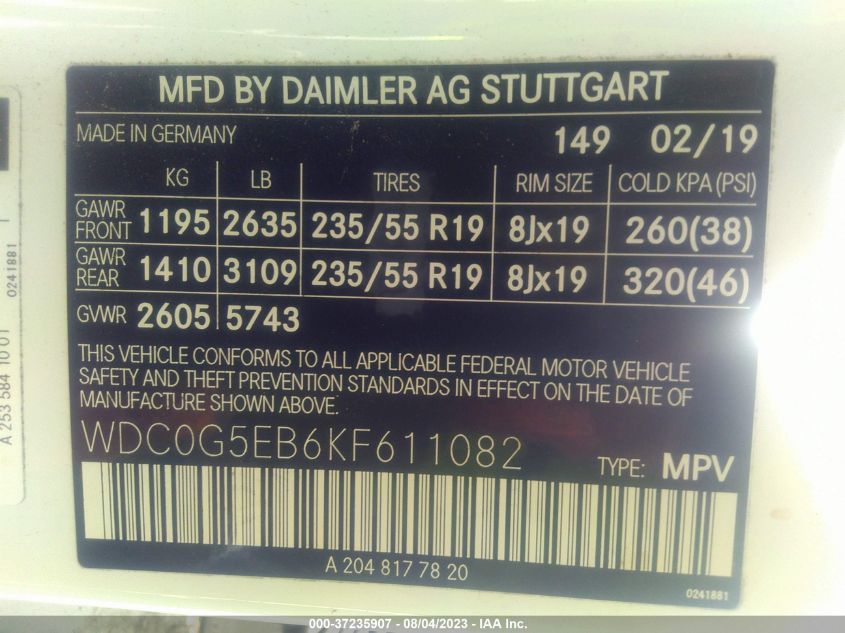 MFD BY DAIMLER AG STUTTGART
MADE IN GERMANY 149 02/19
KG LB TIRES RIM SIZE COLD KPA (PSI)
GAWR FRONT 1195 2635 235/55 R19 8Jx19 260(38)
GAWR REAR 1410 3109 235/55 R19 8Jx19 320(46)
GVWR 2605 5743
THIS VEHICLE CONFORMS TO ALL APPLICABLE FEDERAL MOTOR VEHICLE
SAFETY AND THEFT PREVENTION STANDARDS IN EFFECT ON THE DATE OF
MANUFACTURE SHOWN ABOVE.
WDC0G5EB6KF611082 TYPE: MPV
A 204 817 78 20
0241881
A 253 584 10 01
0241881
000-37235907 - 08/04/2023 - IAA Inc.